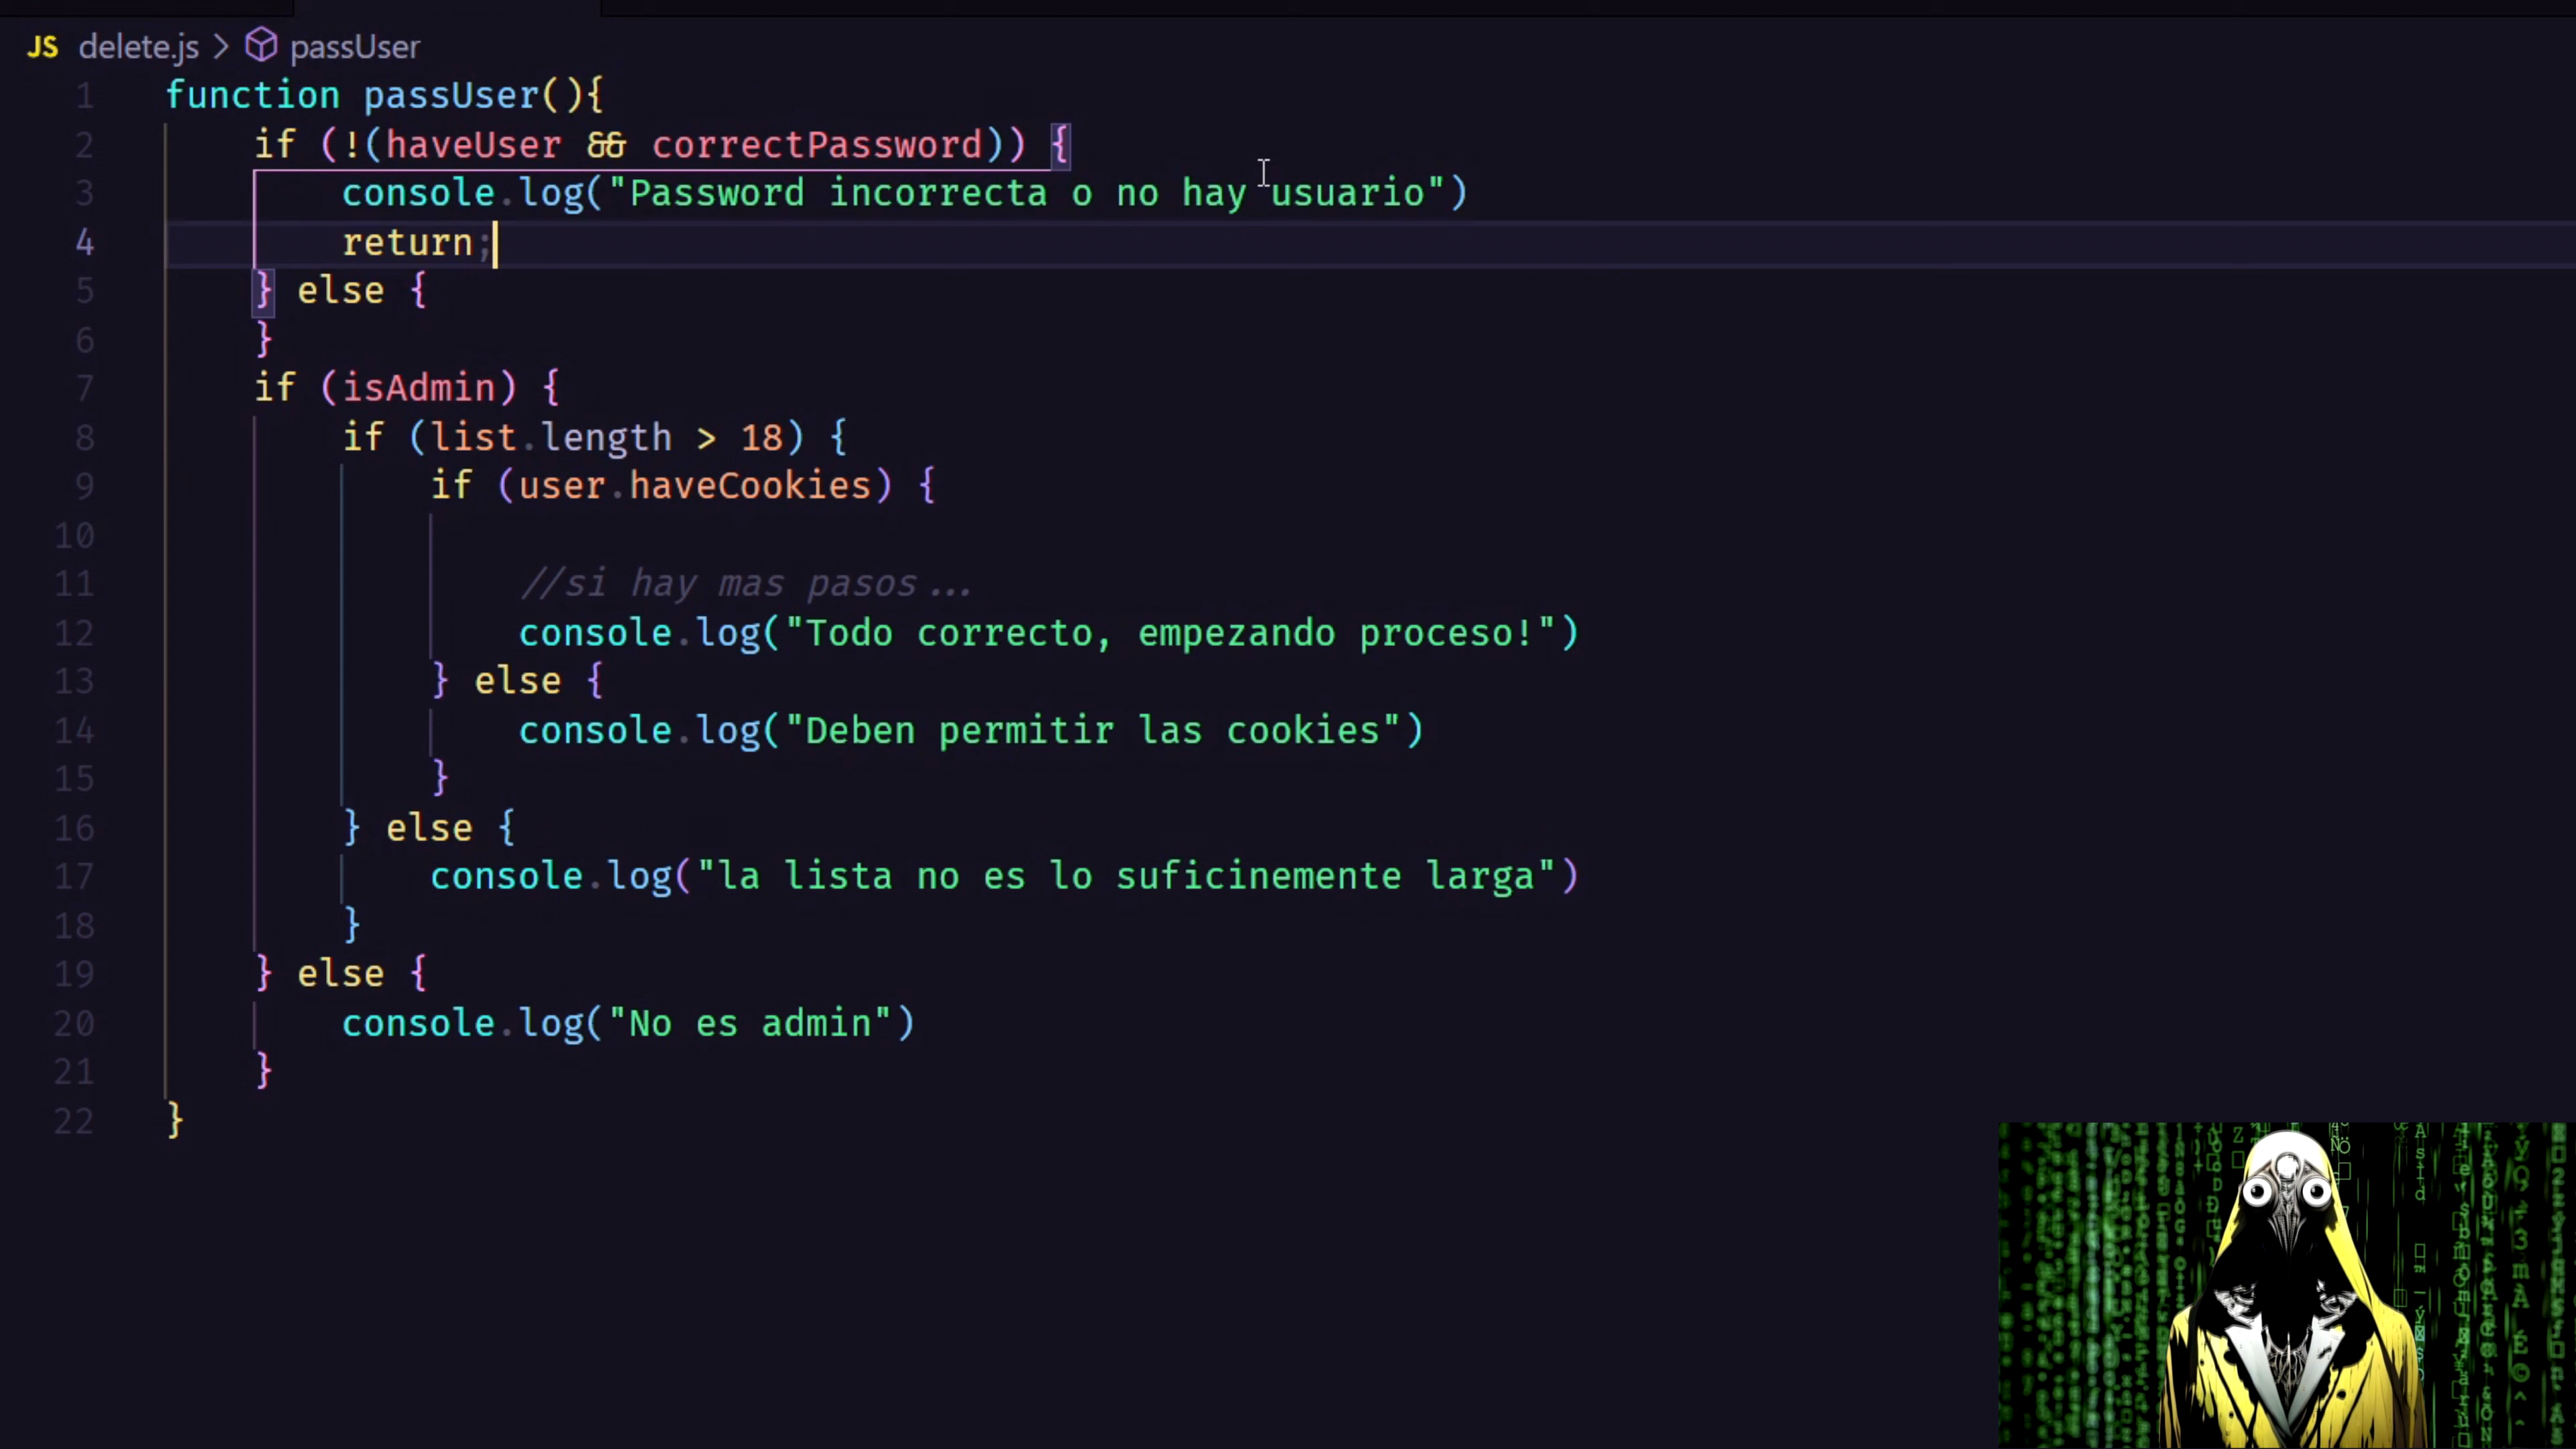 JS delete.js > passUser
1 function passUser(){
2 if (!(haveUser && correctPassword)) {
3 console.log("Password incorrecta o no hay usuario")
4 return;
5 } else {
6 }
7 if (isAdmin) {
8 if (list.length > 18) {
9 if (user.haveCookies) {
10
11 //si hay mas pasos...
12 console.log("Todo correcto, empezando proceso!")
13 } else {
14 console.log("Deben permitir las cookies")
15 }
16 } else {
17 console.log("la lista no es lo suficinemente larga")
18 }
19 } else {
20 console.log("No es admin")
21 }
22 }